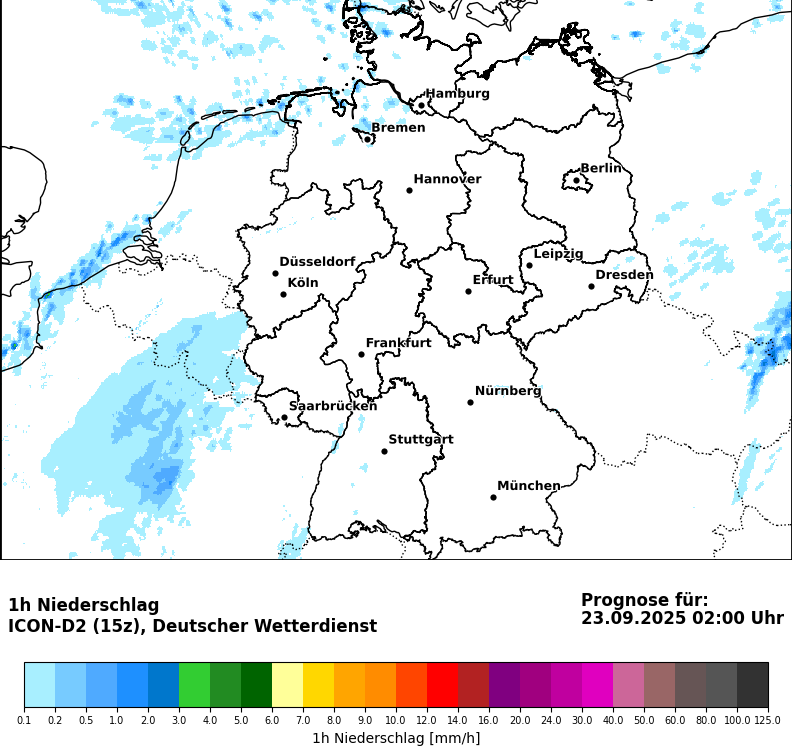 Hamburg
Bremen
Berlin
Hannover
Leipzig
Düsseldorf
Dresden
Köln
Erfurt
Frankfurt
Nürnberg
Saarbrücken
Stuttgart
München
1h Niederschlag
ICON-D2 (15z), Deutscher Wetterdienst
Prognose für:
23.09.2025 02:00 Uhr
0.1 0.2 0.5 1.0 2.0 3.0 4.0 5.0 6.0 7.0 8.0 9.0 10.0 12.0 14.0 16.0 20.0 24.0 30.0 40.0 50.0 60.0 80.0 100.0 125.0
1h Niederschlag [mm/h]